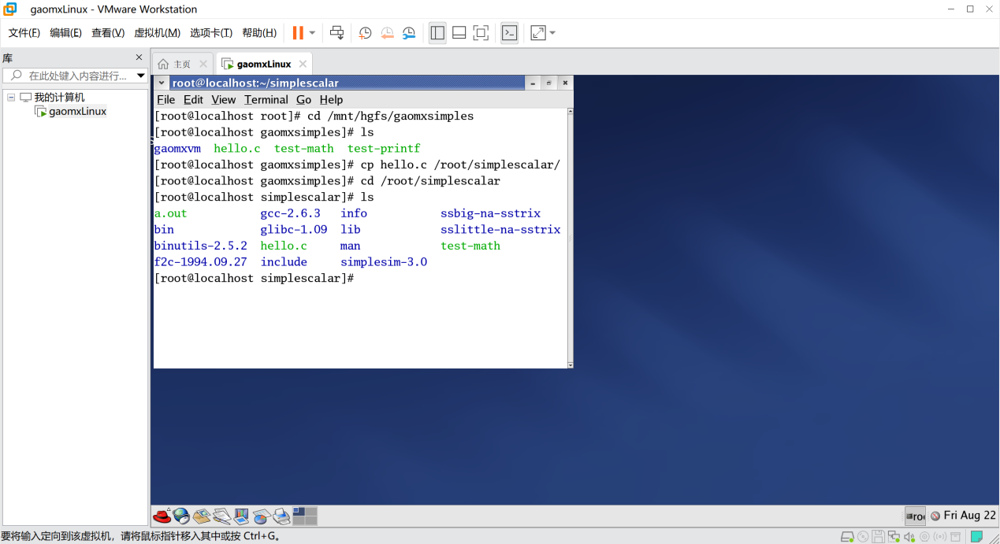 gaomxLinux - VMware Workstation
文件(F) 编辑(E) 查看(V) 虚拟机(M) 选项卡(T) 帮助(H)
库
在此处键入内容进行...
我的计算机
gaomxLinux
主页
gaomxLinux
root@localhost:~/simplescalar
File Edit View Terminal Go Help
[root@localhost root]# cd /mnt/hgfs/gaomxsimples
[root@localhost gaomxsimples]# ls
gaomxvm hello.c test-math test-printf
[root@localhost gaomxsimples]# cp hello.c /root/simplescalar/
[root@localhost gaomxsimples]# cd /root/simplescalar
[root@localhost simplescalar]# ls
a.out gcc-2.6.3 info ssbig-na-sstrix
bin glibc-1.09 lib sslittle-na-sstrix
binutils-2.5.2 hello.c man test-math
f2c-1994.09.27 include simplesim-3.0
[root@localhost simplescalar]#
roo
Fri Aug 22
要将输入定向到该虚拟机，请将鼠标指针移入其中或按 Ctrl+G。